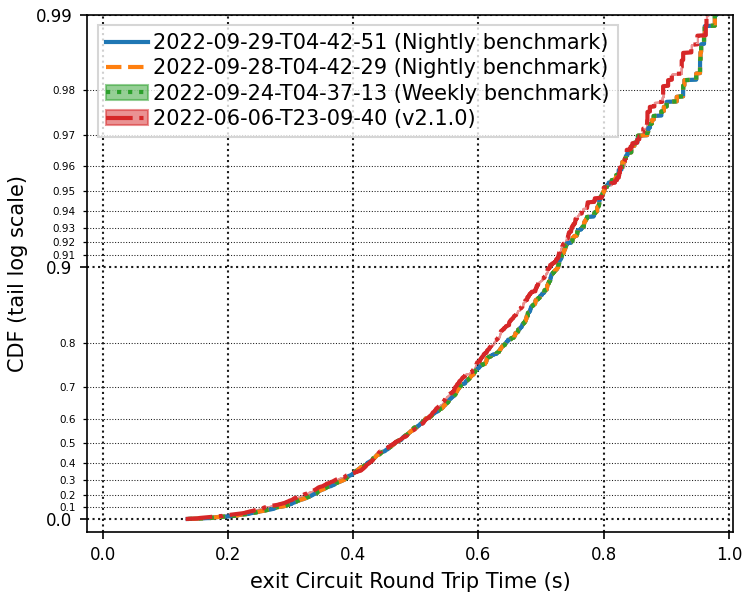 0.99
2022-09-29-T04-42-51 (Nightly benchmark)
2022-09-28-T04-42-29 (Nightly benchmark)
2022-09-24-T04-37-13 (Weekly benchmark)
2022-06-06-T23-09-40 (v2.1.0)
0.98
0.97
0.96
0.95
0.94
0.93
0.92
0.91
0.9
0.8
0.7
0.6
0.5
0.4
0.3
0.2
0.1
0.0
CDF (tail log scale)
0.0 0.2 0.4 0.6 0.8 1.0
exit Circuit Round Trip Time (s)